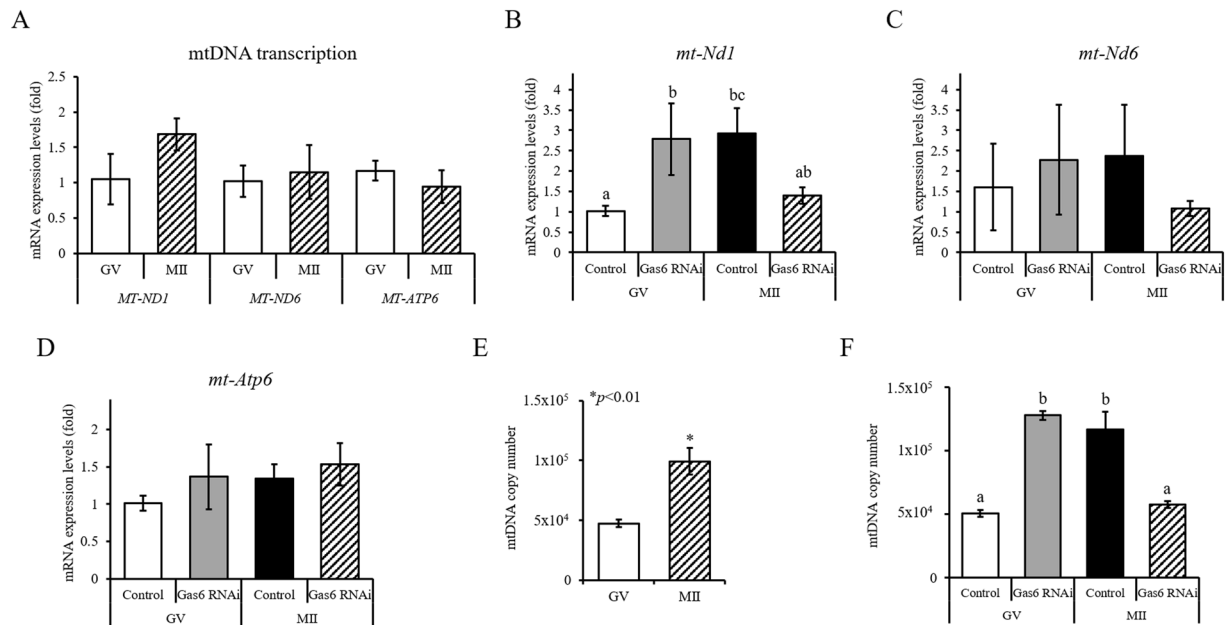 A
mtDNA transcription
mRNA expression levels (fold)
2.5
2
1.5
1
0.5
0
GV MII GV MII GV MII
MT-ND1 MT-ND6 MT-ATP6
B
mt-Nd1
mRNA expression levels (fold)
4
3.5
3
2.5
2
1.5
1
0.5
0
a b bc ab
Control Gas6 RNAi Control Gas6 RNAi
GV MII
C
mt-Nd6
mRNA expression levels (fold)
4
3.5
3
2.5
2
1.5
1
0.5
0
Control Gas6 RNAi Control Gas6 RNAi
GV MII
D
mt-Atp6
mRNA expression levels (fold)
2
1.5
1
0.5
0
Control Gas6 RNAi Control Gas6 RNAi
GV MII
E
mtDNA copy number
1.5x10⁵
1x10⁵
5x10⁴
0
*p<0.01
*
GV MII
F
mtDNA copy number
1.5x10⁵
1x10⁵
5x10⁴
0
a b b a
Control Gas6 RNAi Control Gas6 RNAi
GV MII